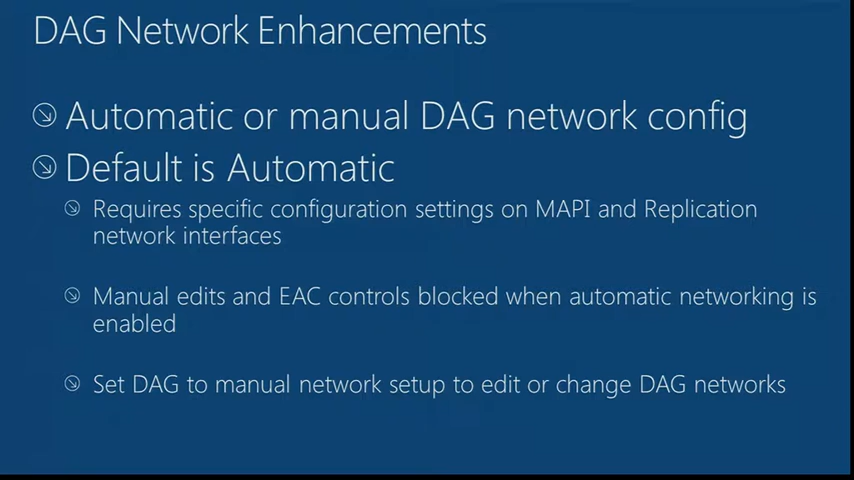 DAG Network Enhancements
Automatic or manual DAG network config
Default is Automatic
Requires specific configuration settings on MAPI and Replication
network interfaces
Manual edits and EAC controls blocked when automatic networking is
enabled
Set DAG to manual network setup to edit or change DAG networks